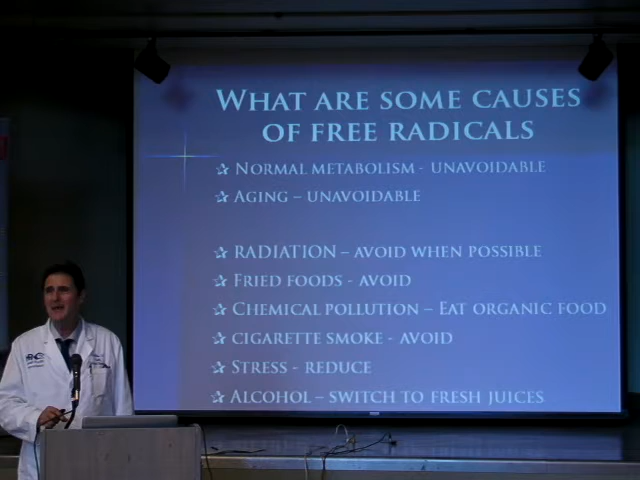 What are some causes
of free radicals
✰ Normal metabolism - unavoidable
✰ Aging – unavoidable
✰ RADIATION – avoid when possible
✰ Fried foods - avoid
✰ Chemical pollution – Eat organic food
✰ cigarette smoke - avoid
✰ Stress - reduce
✰ Alcohol – switch to fresh juices